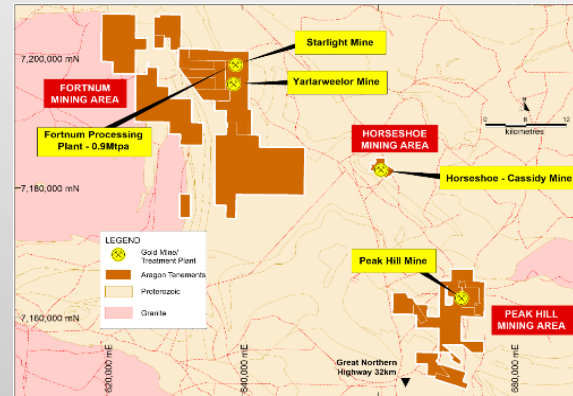 Starlight Mine
7,200,000 mN
Yarlarweelor Mine
FORTNUM
MINING AREA
N
0 6 12
kilometres
Fortnum Processing
Plant - 0.9Mtpa
HORSESHOE
MINING AREA
7,180,000 mN
Horseshoe - Cassidy Mine
LEGEND
Gold Mine/
Treatment Plant
Aragon Tenements
Proterozoic
Granite
Peak Hill Mine
7,160,000 mN
PEAK HILL
MINING AREA
Great Northern
Highway 32km
620,000 mE
640,000 mE
680,000 mE